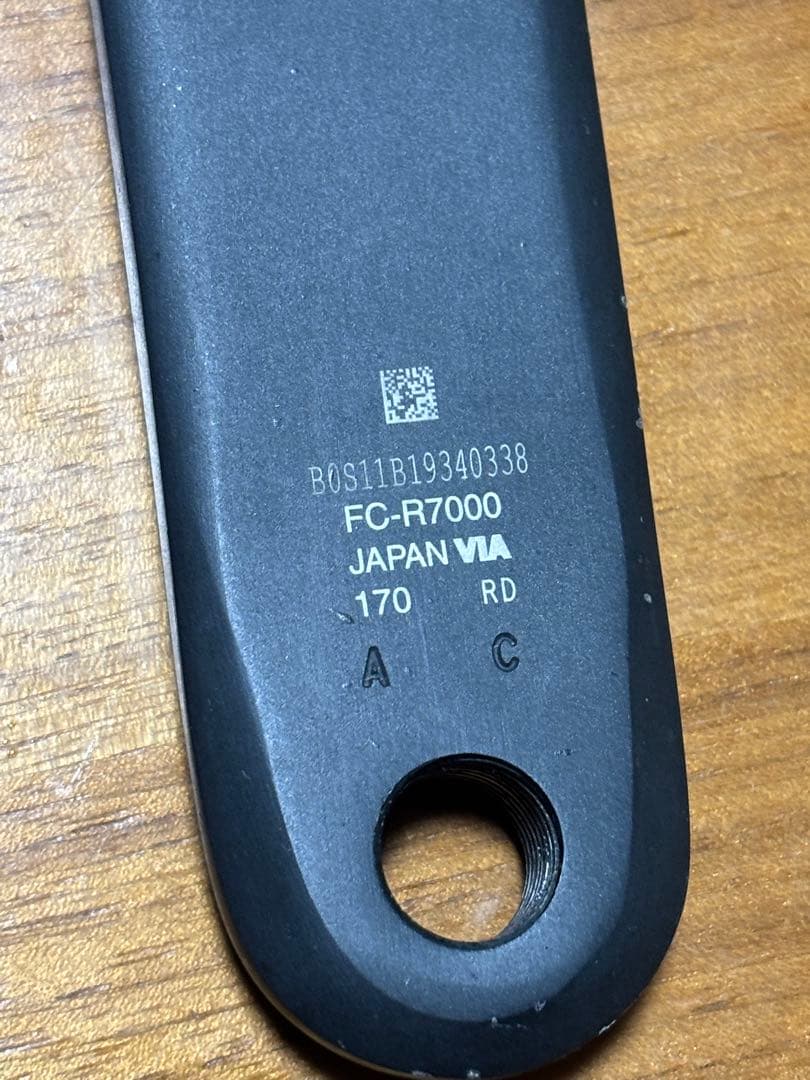 B0S11B19340338
FC-R7000
JAPAN VIA
170 RD
A C